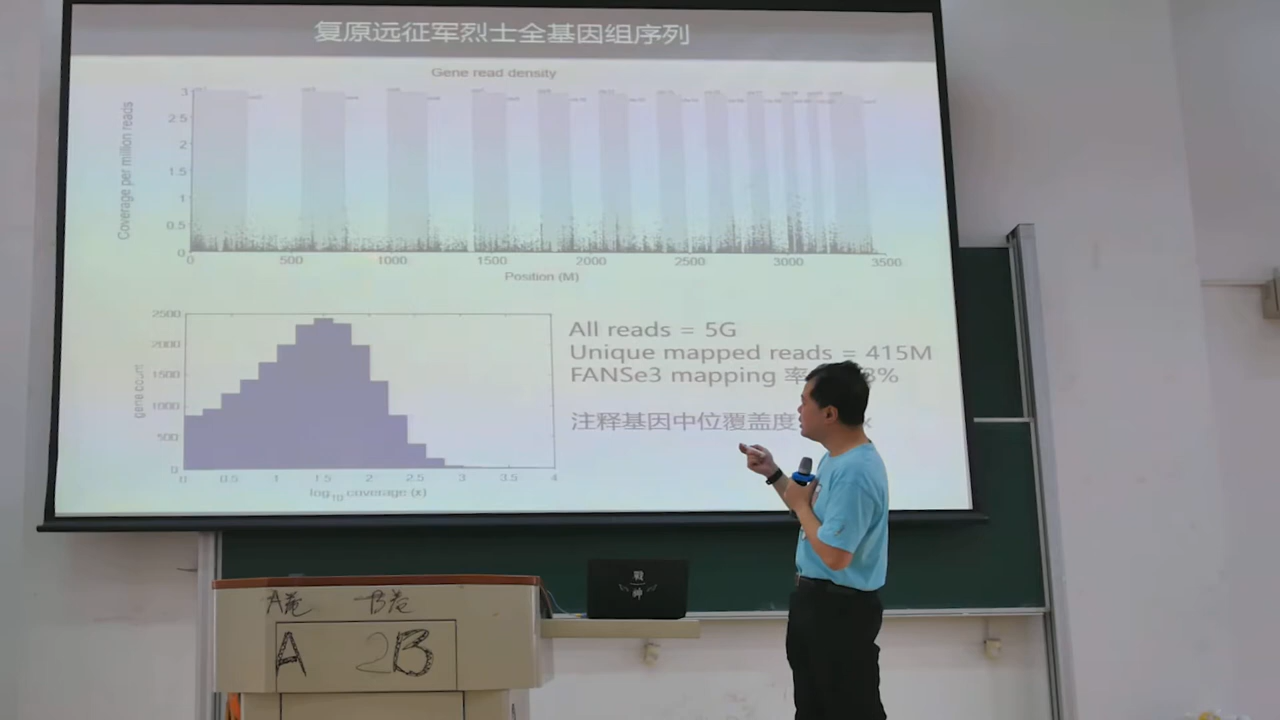 复原远征军烈士全基因组序列
Gene read density
Coverage per million reads
3
2.5
2
1.5
1
0.5
0
0 500 1000 1500 2000 2500 3000 3500
Position (M)
gene count
2500
2000
1500
1000
500
0
0 0.5 1 1.5 2 2.5 3 3.5 4
log10 coverage (x)
All reads = 5G
Unique mapped reads = 415M
FANSe3 mapping 率 8%
注释基因中位覆盖度 x
戰神
A B
A 2B